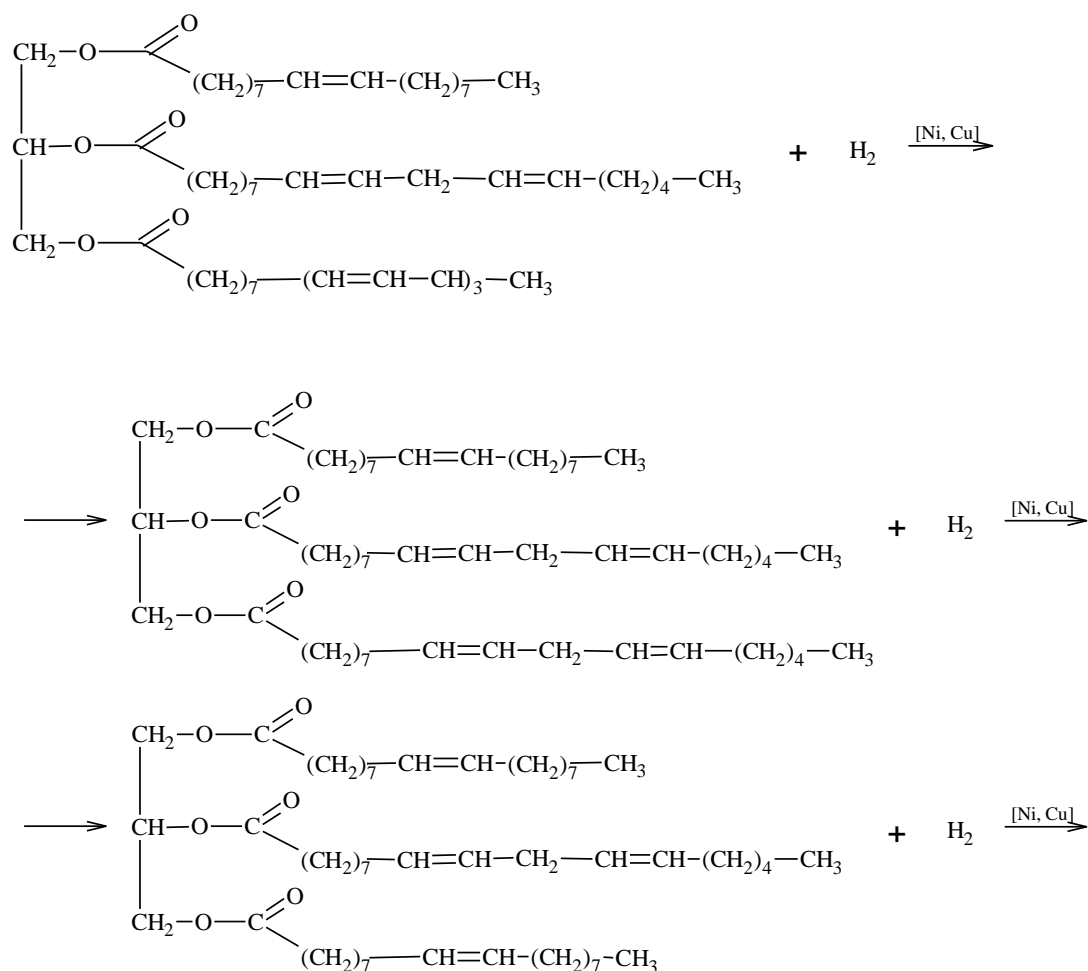 O
CH2–O–C
(CH2)7–CH=CH–(CH2)7–CH3
O
CH–O–C + H2 [Ni, Cu]
(CH2)7–CH=CH–CH2–CH=CH–(CH2)4–CH3
O
CH2–O–C
(CH2)7–(CH=CH–CH)3–CH3
O
CH2–O–C
(CH2)7–CH=CH–(CH2)7–CH3
O
CH–O–C + H2 [Ni, Cu]
(CH2)7–CH=CH–CH2–CH=CH–(CH2)4–CH3
O
CH2–O–C
(CH2)7–CH=CH–CH2–CH=CH–(CH2)4–CH3
O
CH2–O–C
(CH2)7–CH=CH–(CH2)7–CH3
O
CH–O–C + H2 [Ni, Cu]
(CH2)7–CH=CH–CH2–CH=CH–(CH2)4–CH3
O
CH2–O–C
(CH2)7–CH=CH–(CH2)7–CH3